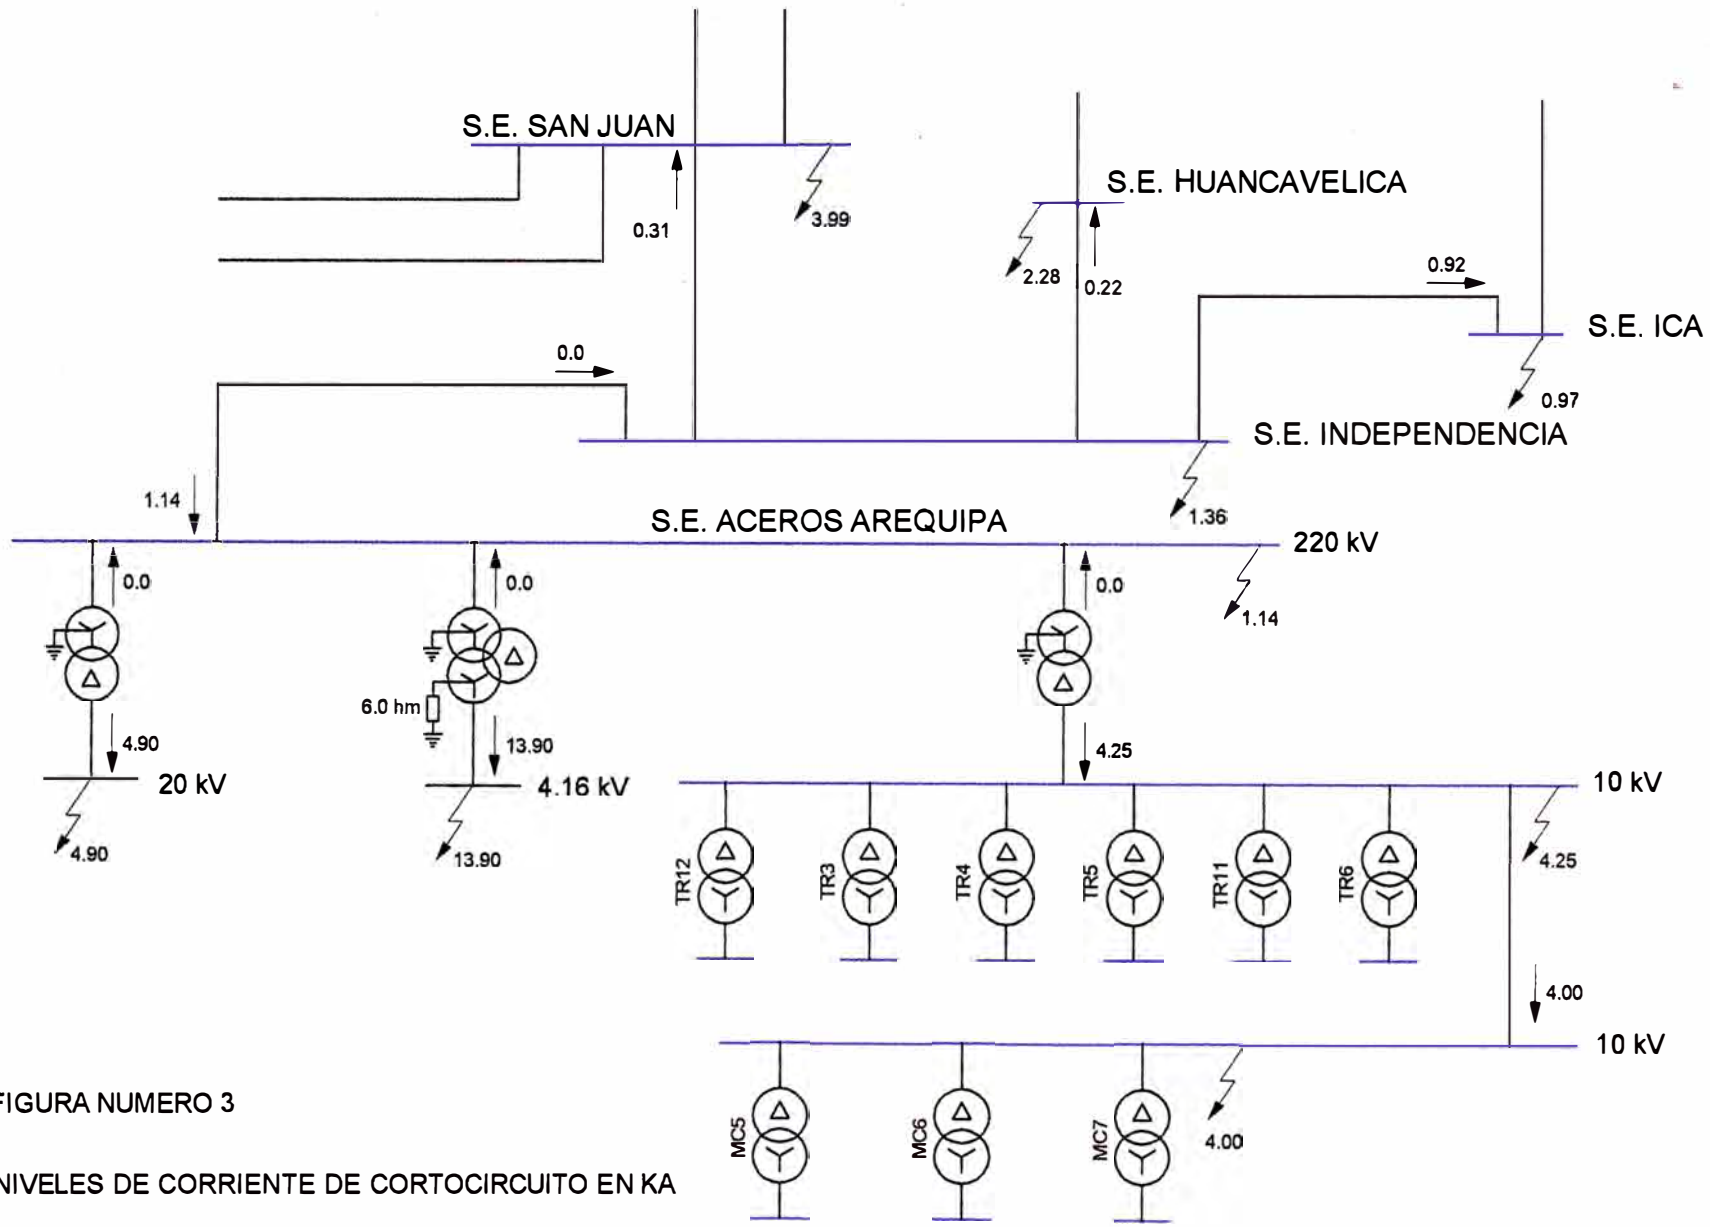 S.E. SAN JUAN
0.31
3.99
S.E. HUANCAVELICA
2.28
0.22
0.92
S.E. ICA
0.97
0.0
S.E. INDEPENDENCIA
1.36
1.14
S.E. ACEROS AREQUIPA
220 kV
1.14
0.0
0.0
0.0
6.0 hm
4.90
20 kV
4.90
13.90
4.16 kV
13.90
4.25
10 kV
4.25
TR12
TR3
TR4
TR5
TR11
TR6
4.00
10 kV
4.00
MC5
MC6
MC7
FIGURA NUMERO 3
NIVELES DE CORRIENTE DE CORTOCIRCUITO EN KA